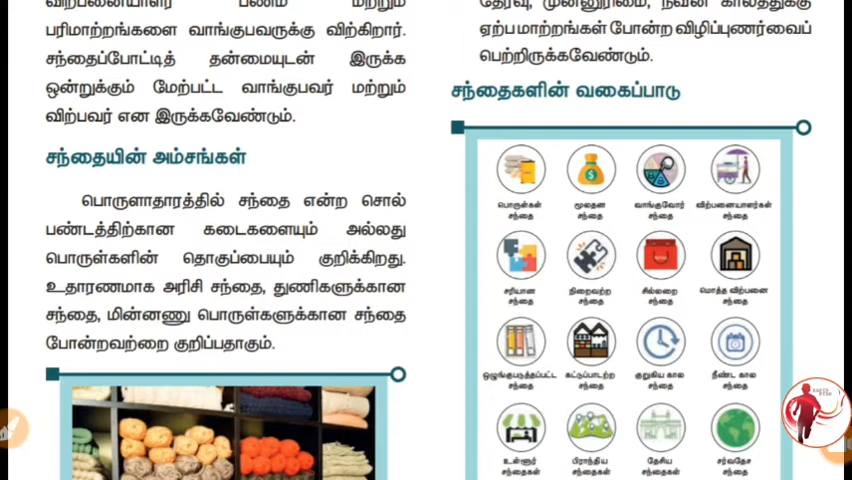 விற்பனையாளர் பணம் மற்றும்
பரிமாற்றங்களை வாங்குபவருக்கு விற்கிறார்.
சந்தைப்போட்டித் தன்மையுடன் இருக்க
ஒன்றுக்கும் மேற்பட்ட வாங்குபவர் மற்றும்
விற்பவர் என இருக்கவேண்டும்.
சந்தையின் அம்சங்கள்
பொருளாதாரத்தில் சந்தை என்ற சொல்
பண்டத்திற்கான கடைகளையும் அல்லது
பொருள்களின் தொகுப்பையும் குறிக்கிறது.
உதாரணமாக அரிசி சந்தை, துணிகளுக்கான
சந்தை, மின்னணு பொருள்களுக்கான சந்தை
போன்றவற்றை குறிப்பதாகும்.
தேர்வு, முன்னுரிமை, நவீன காலத்துக்கு
ஏற்ப மாற்றங்கள் போன்ற விழிப்புணர்வைப்
பெற்றிருக்கவேண்டும்.
சந்தைகளின் வகைப்பாடு
பொருள்கள் சந்தை
மூலதன சந்தை
வாங்குவோர் சந்தை
விற்பனையாளர்கள் சந்தை
சரியான சந்தை
நிறைவற்ற சந்தை
சில்லறை சந்தை
மொத்த விற்பனை சந்தை
ஒழுங்குபடுத்தப்பட்ட சந்தை
கட்டுப்பாடற்ற சந்தை
குறுகிய கால சந்தை
நீண்ட கால சந்தை
உள்ளூர் சந்தைகள்
பிராந்திய சந்தைகள்
தேசிய சந்தைகள்
சர்வதேச சந்தை